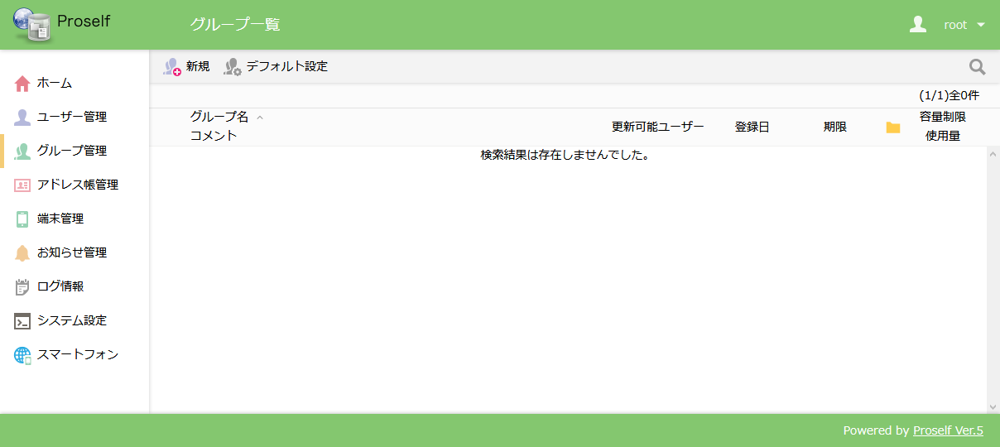 Proself
グループ一覧
root
新規
デフォルト設定
ホーム
ユーザー管理
グループ管理
アドレス帳管理
端末管理
お知らせ管理
ログ情報
システム設定
スマートフォン
(1/1)全0件
グループ名
コメント
更新可能ユーザー
登録日
期限
容量制限
使用量
検索結果は存在しませんでした。
Powered by Proself Ver.5